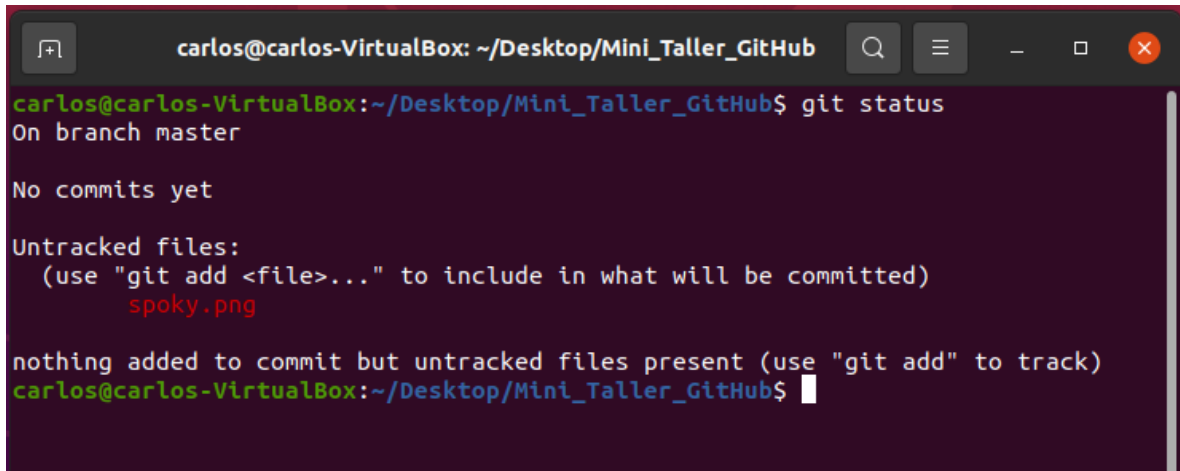 carlos@carlos-VirtualBox: ~/Desktop/Mini_Taller_GitHub
carlos@carlos-VirtualBox:~/Desktop/Mini_Taller_GitHub$ git status
On branch master
No commits yet
Untracked files:
  (use "git add <file>..." to include in what will be committed)
        spoky.png
nothing added to commit but untracked files present (use "git add" to track)
carlos@carlos-VirtualBox:~/Desktop/Mini_Taller_GitHub$